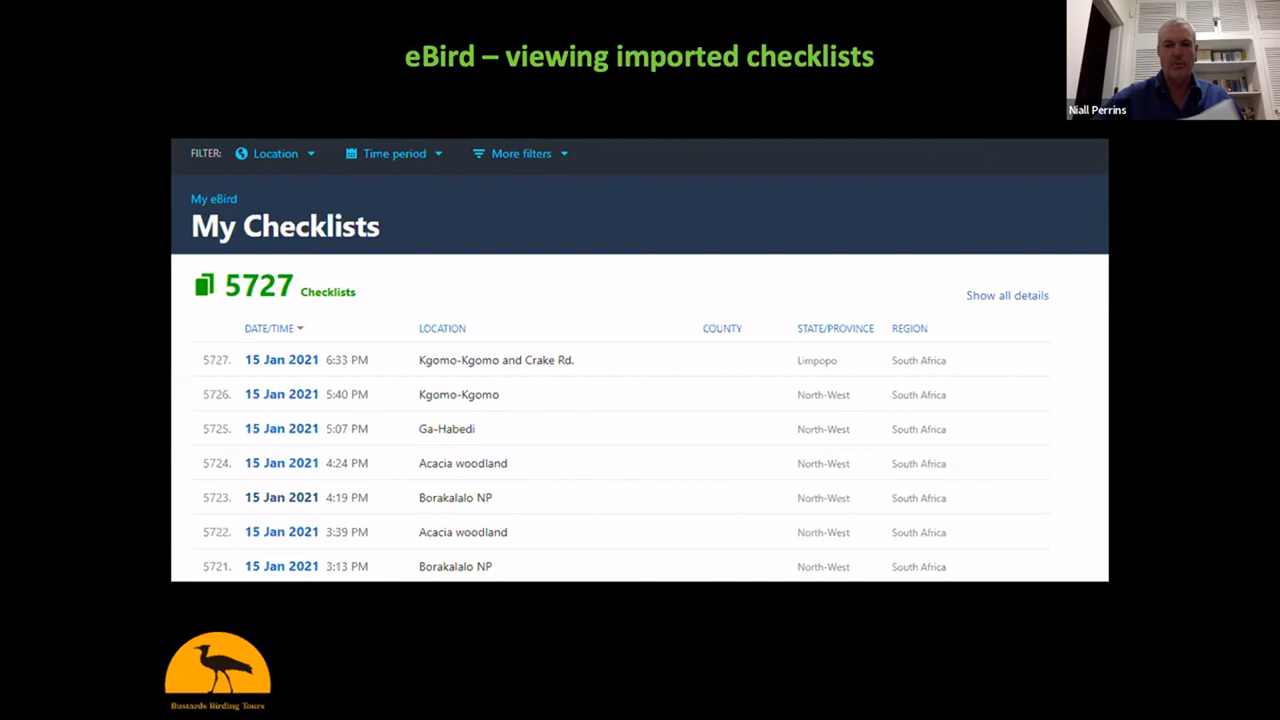 eBird – viewing imported checklists
Niall Perrins
FILTER: Location Time period More filters
My eBird
My Checklists
5727 Checklists
Show all details
DATE/TIME LOCATION COUNTY STATE/PROVINCE REGION
5727. 15 Jan 2021 6:33 PM Kgomo-Kgomo and Crake Rd. Limpopo South Africa
5726. 15 Jan 2021 5:40 PM Kgomo-Kgomo North-West South Africa
5725. 15 Jan 2021 5:07 PM Ga-Habedi North-West South Africa
5724. 15 Jan 2021 4:24 PM Acacia woodland North-West South Africa
5723. 15 Jan 2021 4:19 PM Borakalalo NP North-West South Africa
5722. 15 Jan 2021 3:39 PM Acacia woodland North-West South Africa
5721. 15 Jan 2021 3:13 PM Borakalalo NP North-West South Africa
Bustards Birding Tours